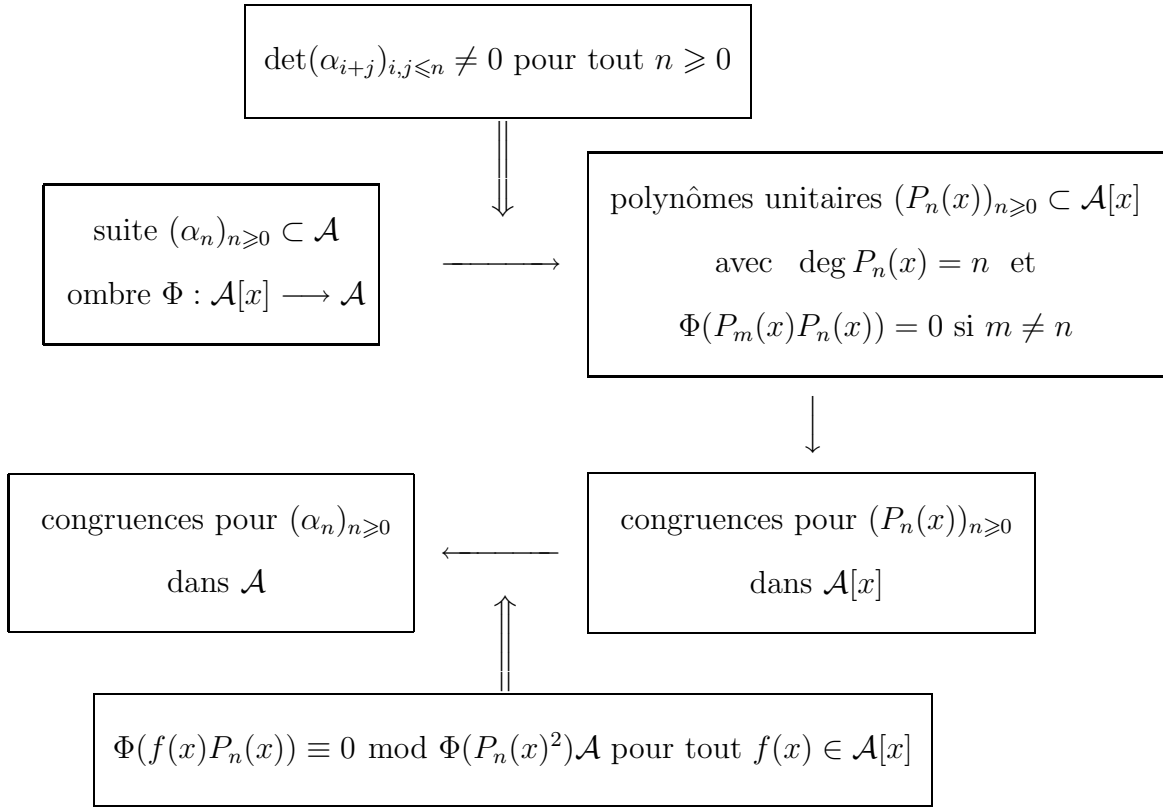 det(α_{i+j})_{i,j⩽n} ≠ 0 pour tout n ⩾ 0
suite (α_n)_{n⩾0} ⊂ 𝒜
ombre Φ : 𝒜[x] ⟶ 𝒜
polynômes unitaires (P_n(x))_{n⩾0} ⊂ 𝒜[x]
avec deg P_n(x) = n et
Φ(P_m(x)P_n(x)) = 0 si m ≠ n
congruences pour (α_n)_{n⩾0}
dans 𝒜
congruences pour (P_n(x))_{n⩾0}
dans 𝒜[x]
Φ(f(x)P_n(x)) ≡ 0 mod Φ(P_n(x)²)𝒜 pour tout f(x) ∈ 𝒜[x]